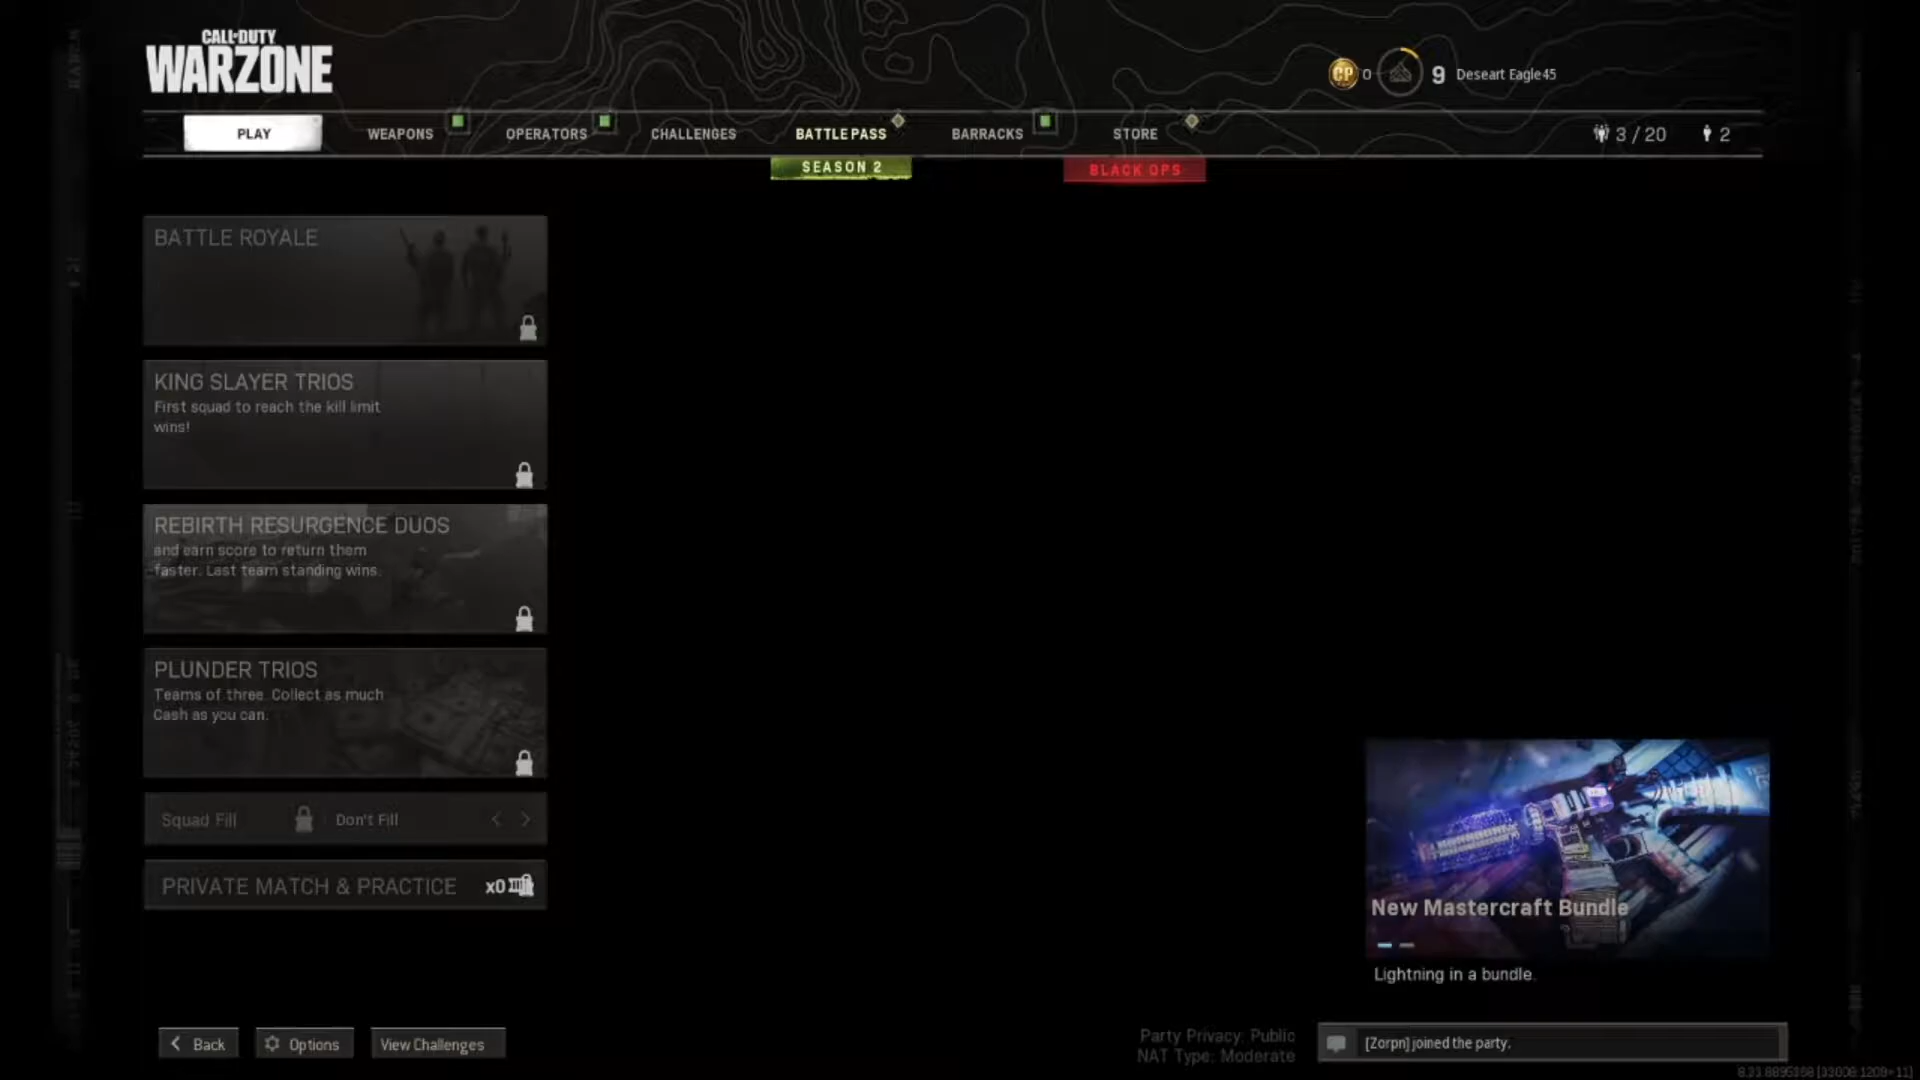 CALL OF DUTY
WARZONE
CP 0
9 Deseart Eagle45
PLAY
WEAPONS
OPERATORS
CHALLENGES
BATTLE PASS
BARRACKS
STORE
3 / 20
2
SEASON 2
BLACK OPS
BATTLE ROYALE
KING SLAYER TRIOS
First squad to reach the kill limit
wins!
REBIRTH RESURGENCE DUOS
and earn score to return them
faster. Last team standing wins.
PLUNDER TRIOS
Teams of three. Collect as much
Cash as you can.
Squad Fill
Don't Fill
PRIVATE MATCH & PRACTICE
x0
New Mastercraft Bundle
Lightning in a bundle.
Back
Options
View Challenges
Party Privacy: Public
NAT Type: Moderate
[Zorpn] joined the party.